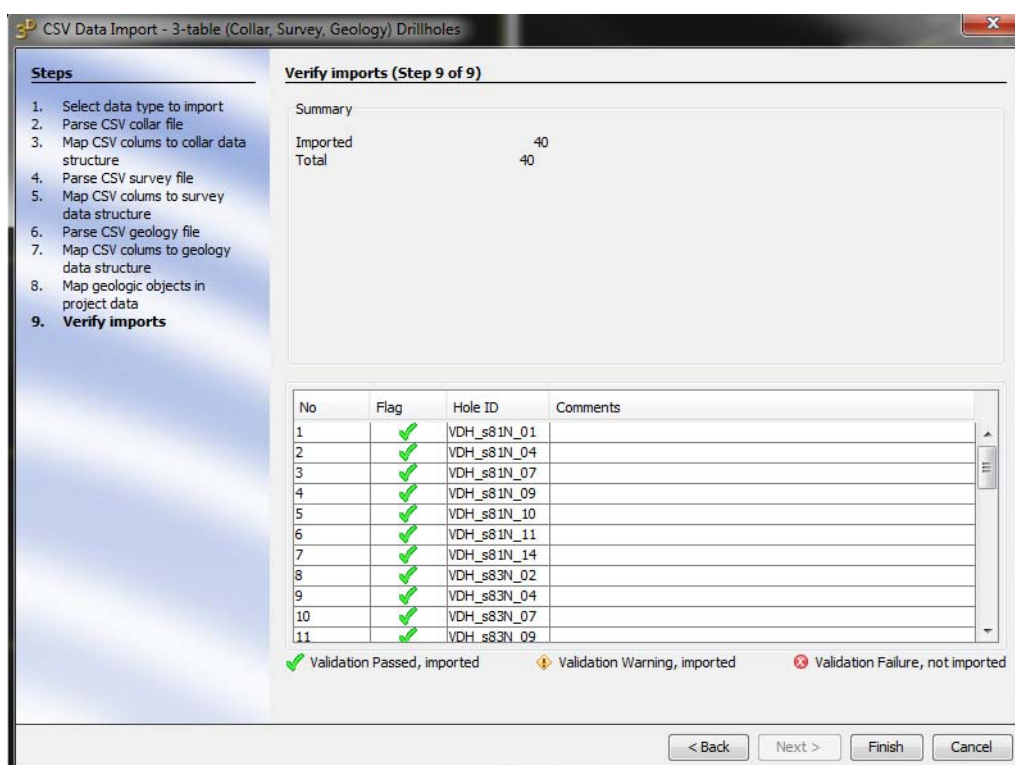 CSV Data Import - 3-table (Collar, Survey, Geology) Drillholes
Steps
1. Select data type to import
2. Parse CSV collar file
3. Map CSV colums to collar data
structure
4. Parse CSV survey file
5. Map CSV colums to survey
data structure
6. Parse CSV geology file
7. Map CSV colums to geology
data structure
8. Map geologic objects in
project data
9. Verify imports
Verify imports (Step 9 of 9)
Summary
Imported 40
Total 40
No Flag Hole ID Comments
1 VDH_s81N_01
2 VDH_s81N_04
3 VDH_s81N_07
4 VDH_s81N_09
5 VDH_s81N_10
6 VDH_s81N_11
7 VDH_s81N_14
8 VDH_s83N_02
9 VDH_s83N_04
10 VDH_s83N_07
11 VDH_s83N_09
Validation Passed, imported Validation Warning, imported Validation Failure, not imported
< Back Next > Finish Cancel